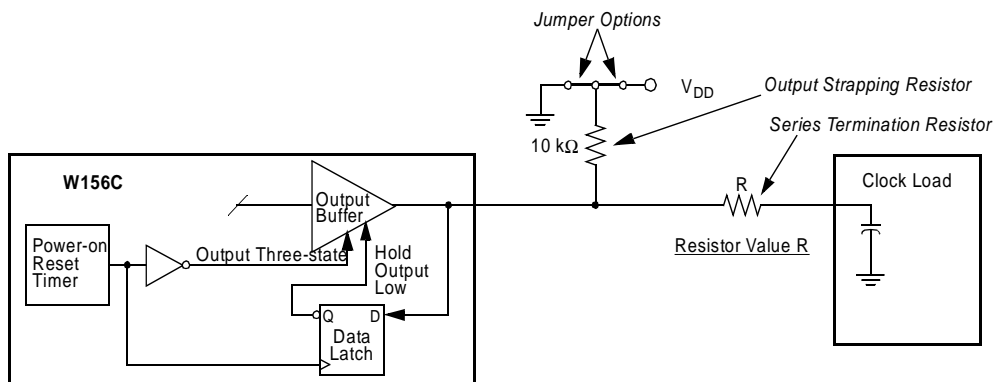 Jumper Options
VDD
Output Strapping Resistor
10 kΩ
Series Termination Resistor
W156C
R
Clock Load
Output
Buffer
Power-on
Reset
Timer
Output Three-state
Hold
Output
Low
Resistor Value R
Q D
Data
Latch